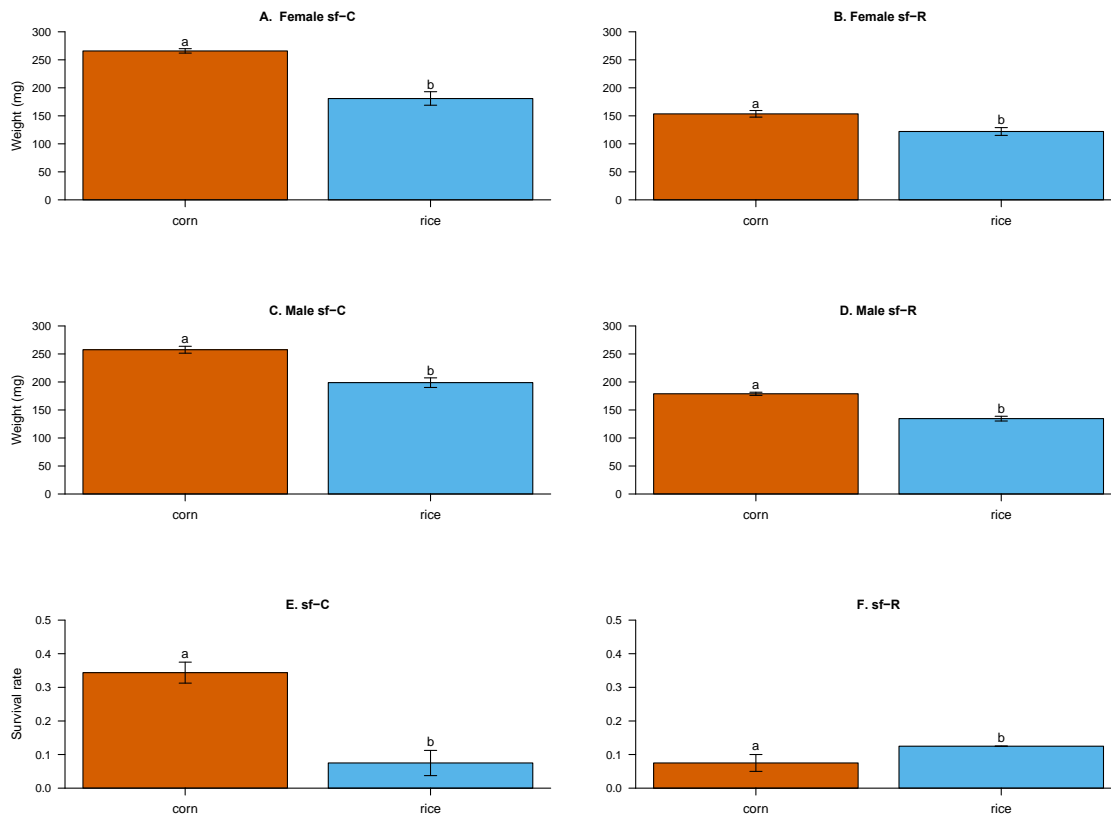 A. Female sf−C
B. Female sf−R
Weight (mg)
300
250
200
150
100
50
0
a
b
corn
rice
300
250
200
150
100
50
0
a
b
corn
rice
C. Male sf−C
D. Male sf−R
Weight (mg)
300
250
200
150
100
50
0
a
b
corn
rice
300
250
200
150
100
50
0
a
b
corn
rice
E. sf−C
F. sf−R
Survival rate
0.5
0.4
0.3
0.2
0.1
0.0
a
b
corn
rice
0.5
0.4
0.3
0.2
0.1
0.0
a
b
corn
rice